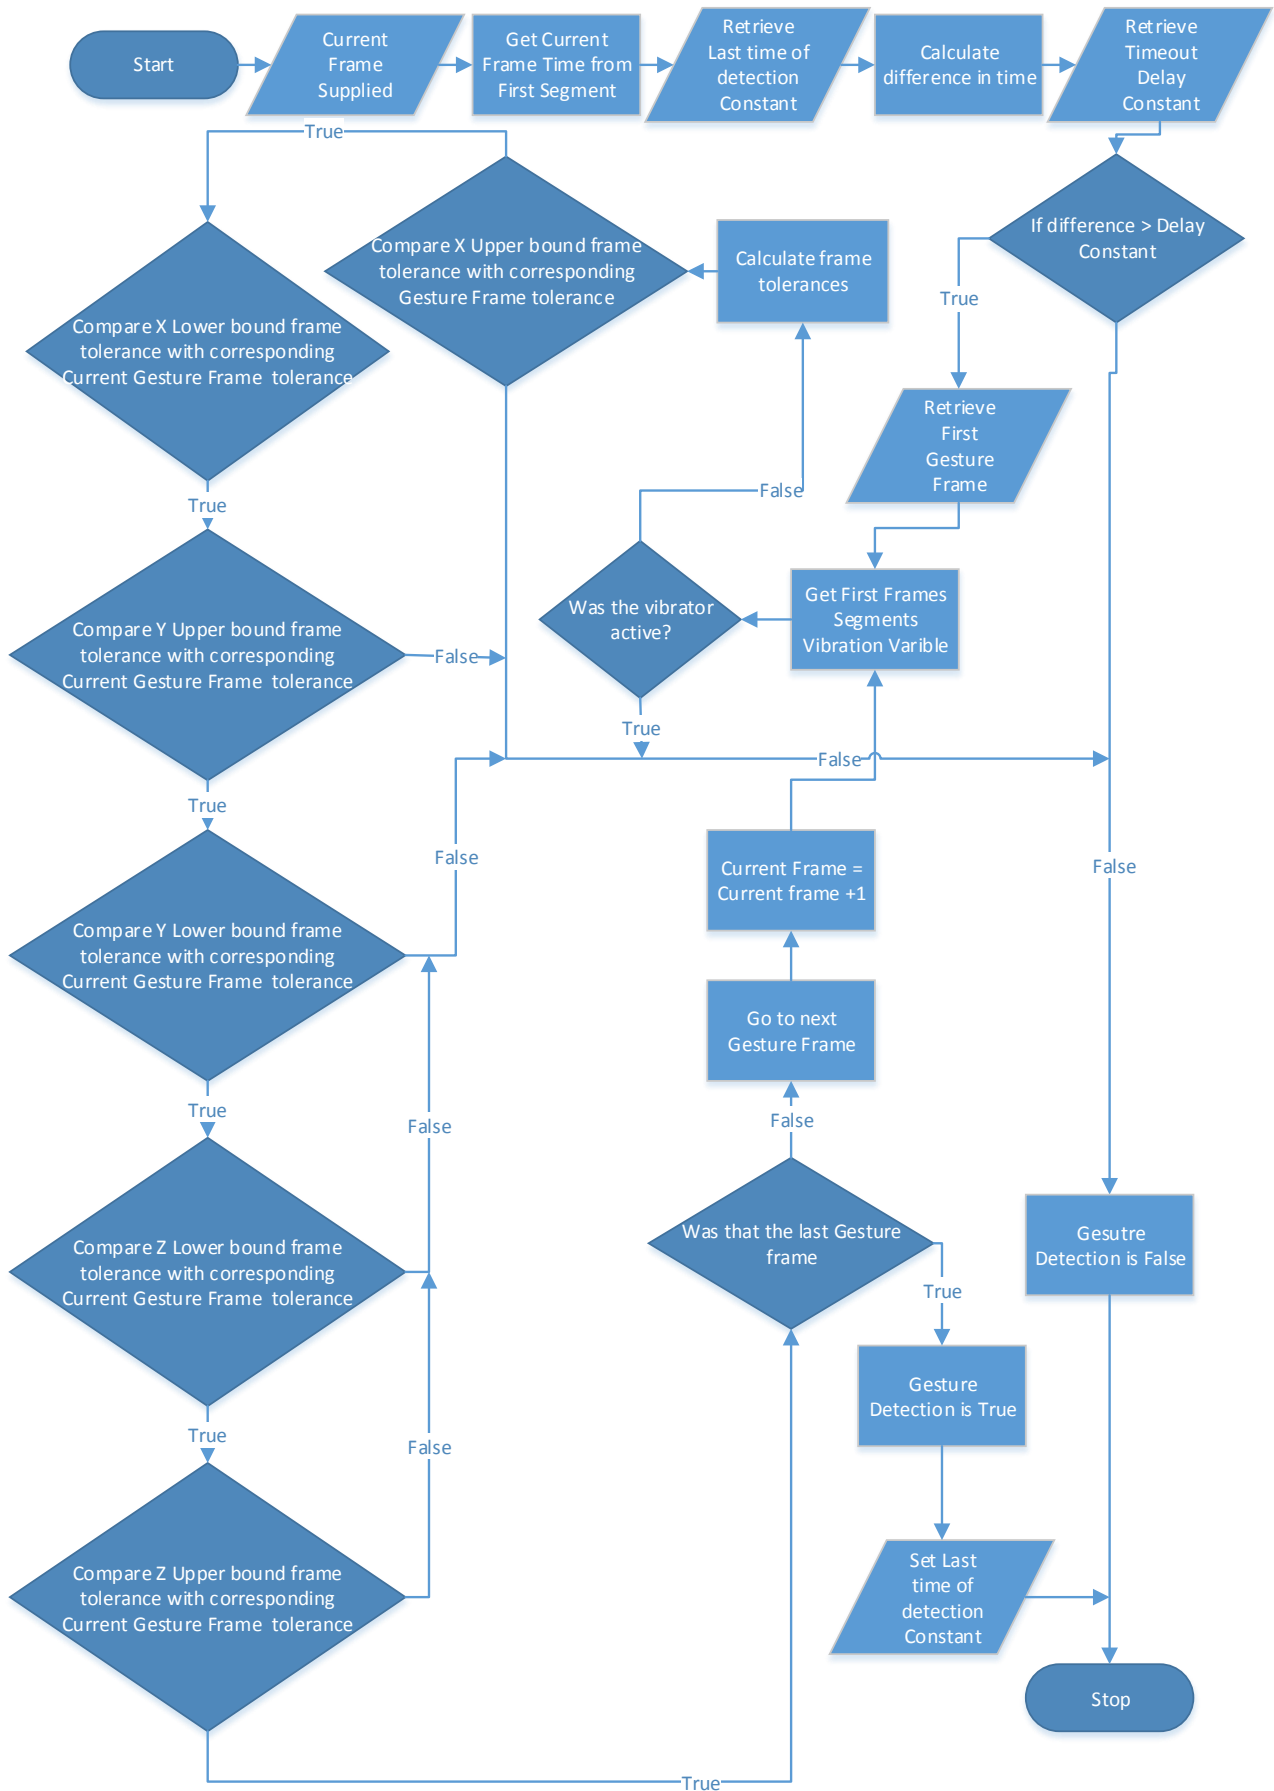 Start
Current
Frame
Supplied
Get Current
Frame Time from
First Segment
Retrieve
Last time of
detection
Constant
Calculate
difference in time
Retrieve
Timeout
Delay
Constant
True
If difference > Delay
Constant
Compare X Upper bound frame
tolerance with corresponding
Gesture Frame tolerance
Calculate frame
tolerances
True
Compare X Lower bound frame
tolerance with corresponding
Current Gesture Frame tolerance
Retrieve
First
Gesture
Frame
False
True
Get First Frames
Segments
Vibration Varible
Was the vibrator
active?
Compare Y Upper bound frame
tolerance with corresponding
Current Gesture Frame tolerance
False
True
False
True
False
False
Current Frame =
Current frame +1
Compare Y Lower bound frame
tolerance with corresponding
Current Gesture Frame tolerance
Go to next
Gesture Frame
True
False
False
Compare Z Lower bound frame
tolerance with corresponding
Current Gesture Frame tolerance
Was that the last Gesture
frame
Gesutre
Detection is False
True
Gesture
Detection is True
True
False
Compare Z Upper bound frame
tolerance with corresponding
Current Gesture Frame tolerance
Set Last
time of
detection
Constant
Stop
True